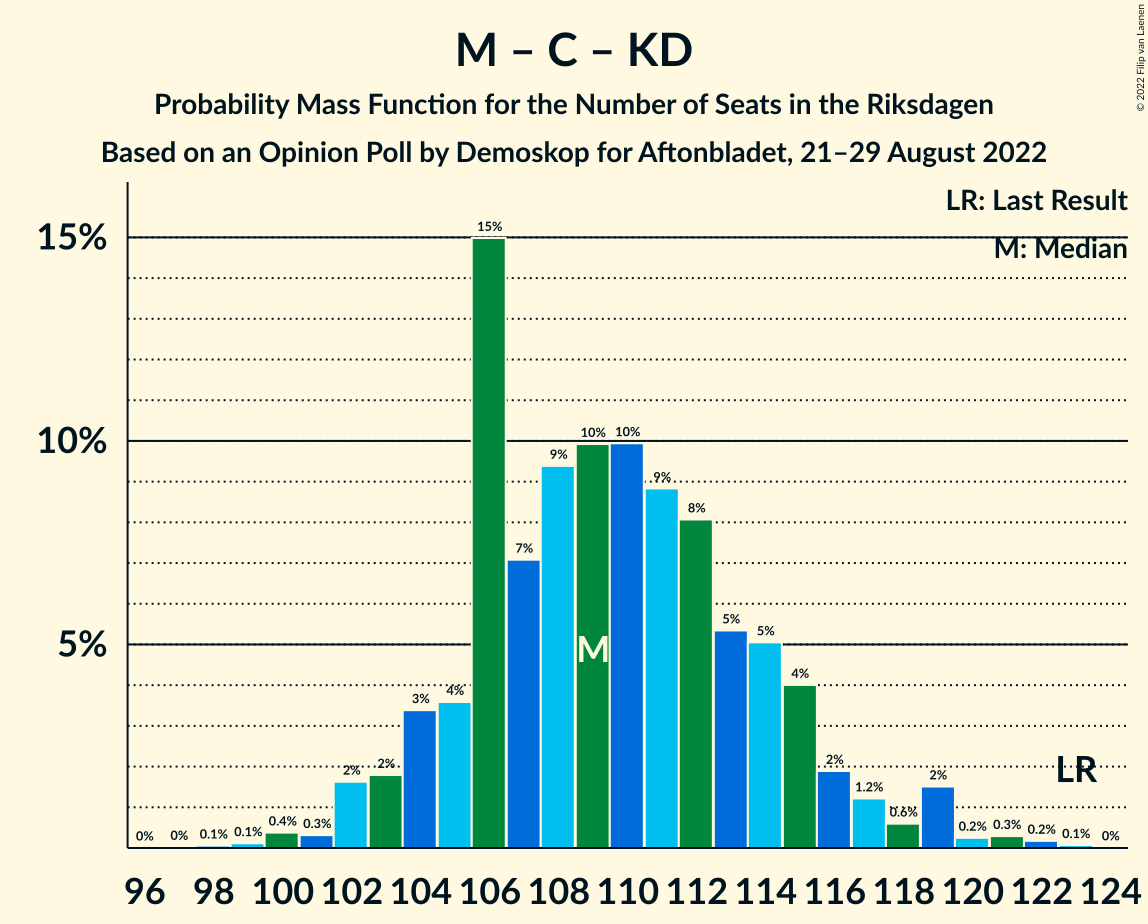 M – C – KD
Probability Mass Function for the Number of Seats in the Riksdagen
Based on an Opinion Poll by Demoskop for Aftonbladet, 21–29 August 2022
© 2022 Filip van Laenen
LR: Last Result
M: Median
15%
10%
5%
0% 0% 0.1% 0.1% 0.4% 0.3% 2% 2% 3% 4% 15% 7% 9% 10% 10% 9% 8% 5% 5% 4% 2% 1.2% 0.6% 2% 0.2% 0.3% 0.2% 0.1% 0%
M
LR
96 98 100 102 104 106 108 110 112 114 116 118 120 122 124